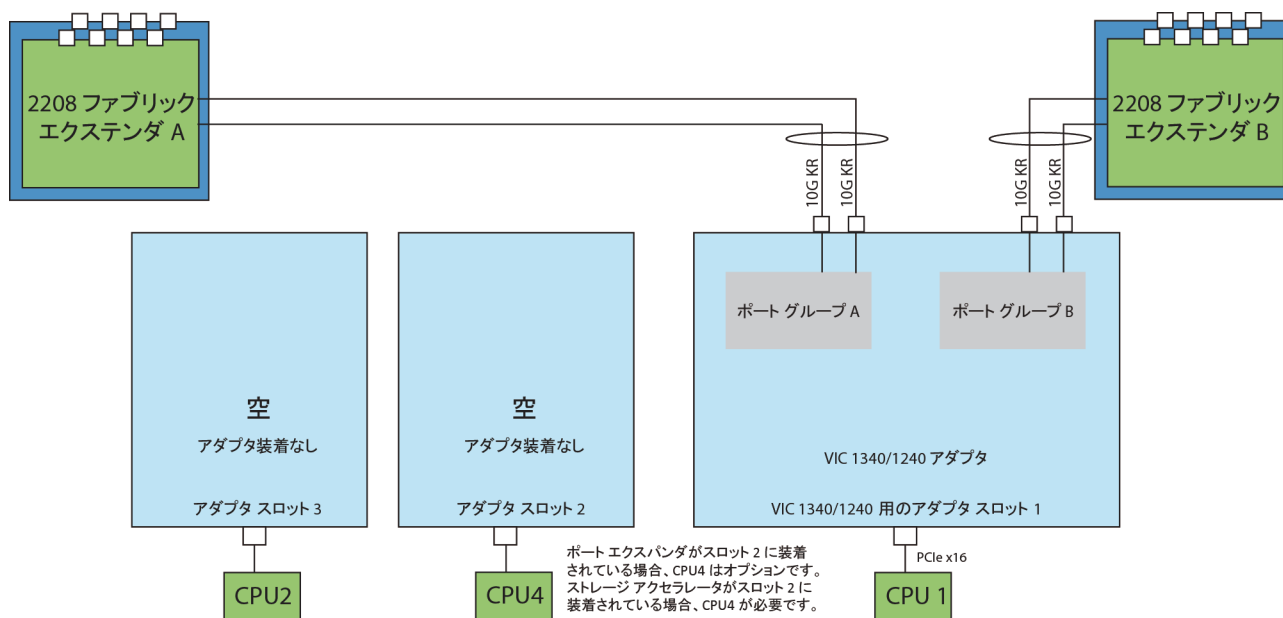 2208 ファブリック
エクステンダ A
2208 ファブリック
エクステンダ B
10G KR
10G KR
10G KR
10G KR
ポート グループ A
ポート グループ B
空
アダプタ装着なし
アダプタ スロット 3
空
アダプタ装着なし
アダプタ スロット 2
VIC 1340/1240 アダプタ
VIC 1340/1240 用のアダプタ スロット 1
ポート エクスパンダがスロット 2 に装着
されている場合、CPU4 はオプションです。
ストレージ アクセラレータがスロット 2 に
装着されている場合、CPU4 が必要です。
PCIe x16
CPU2
CPU4
CPU 1